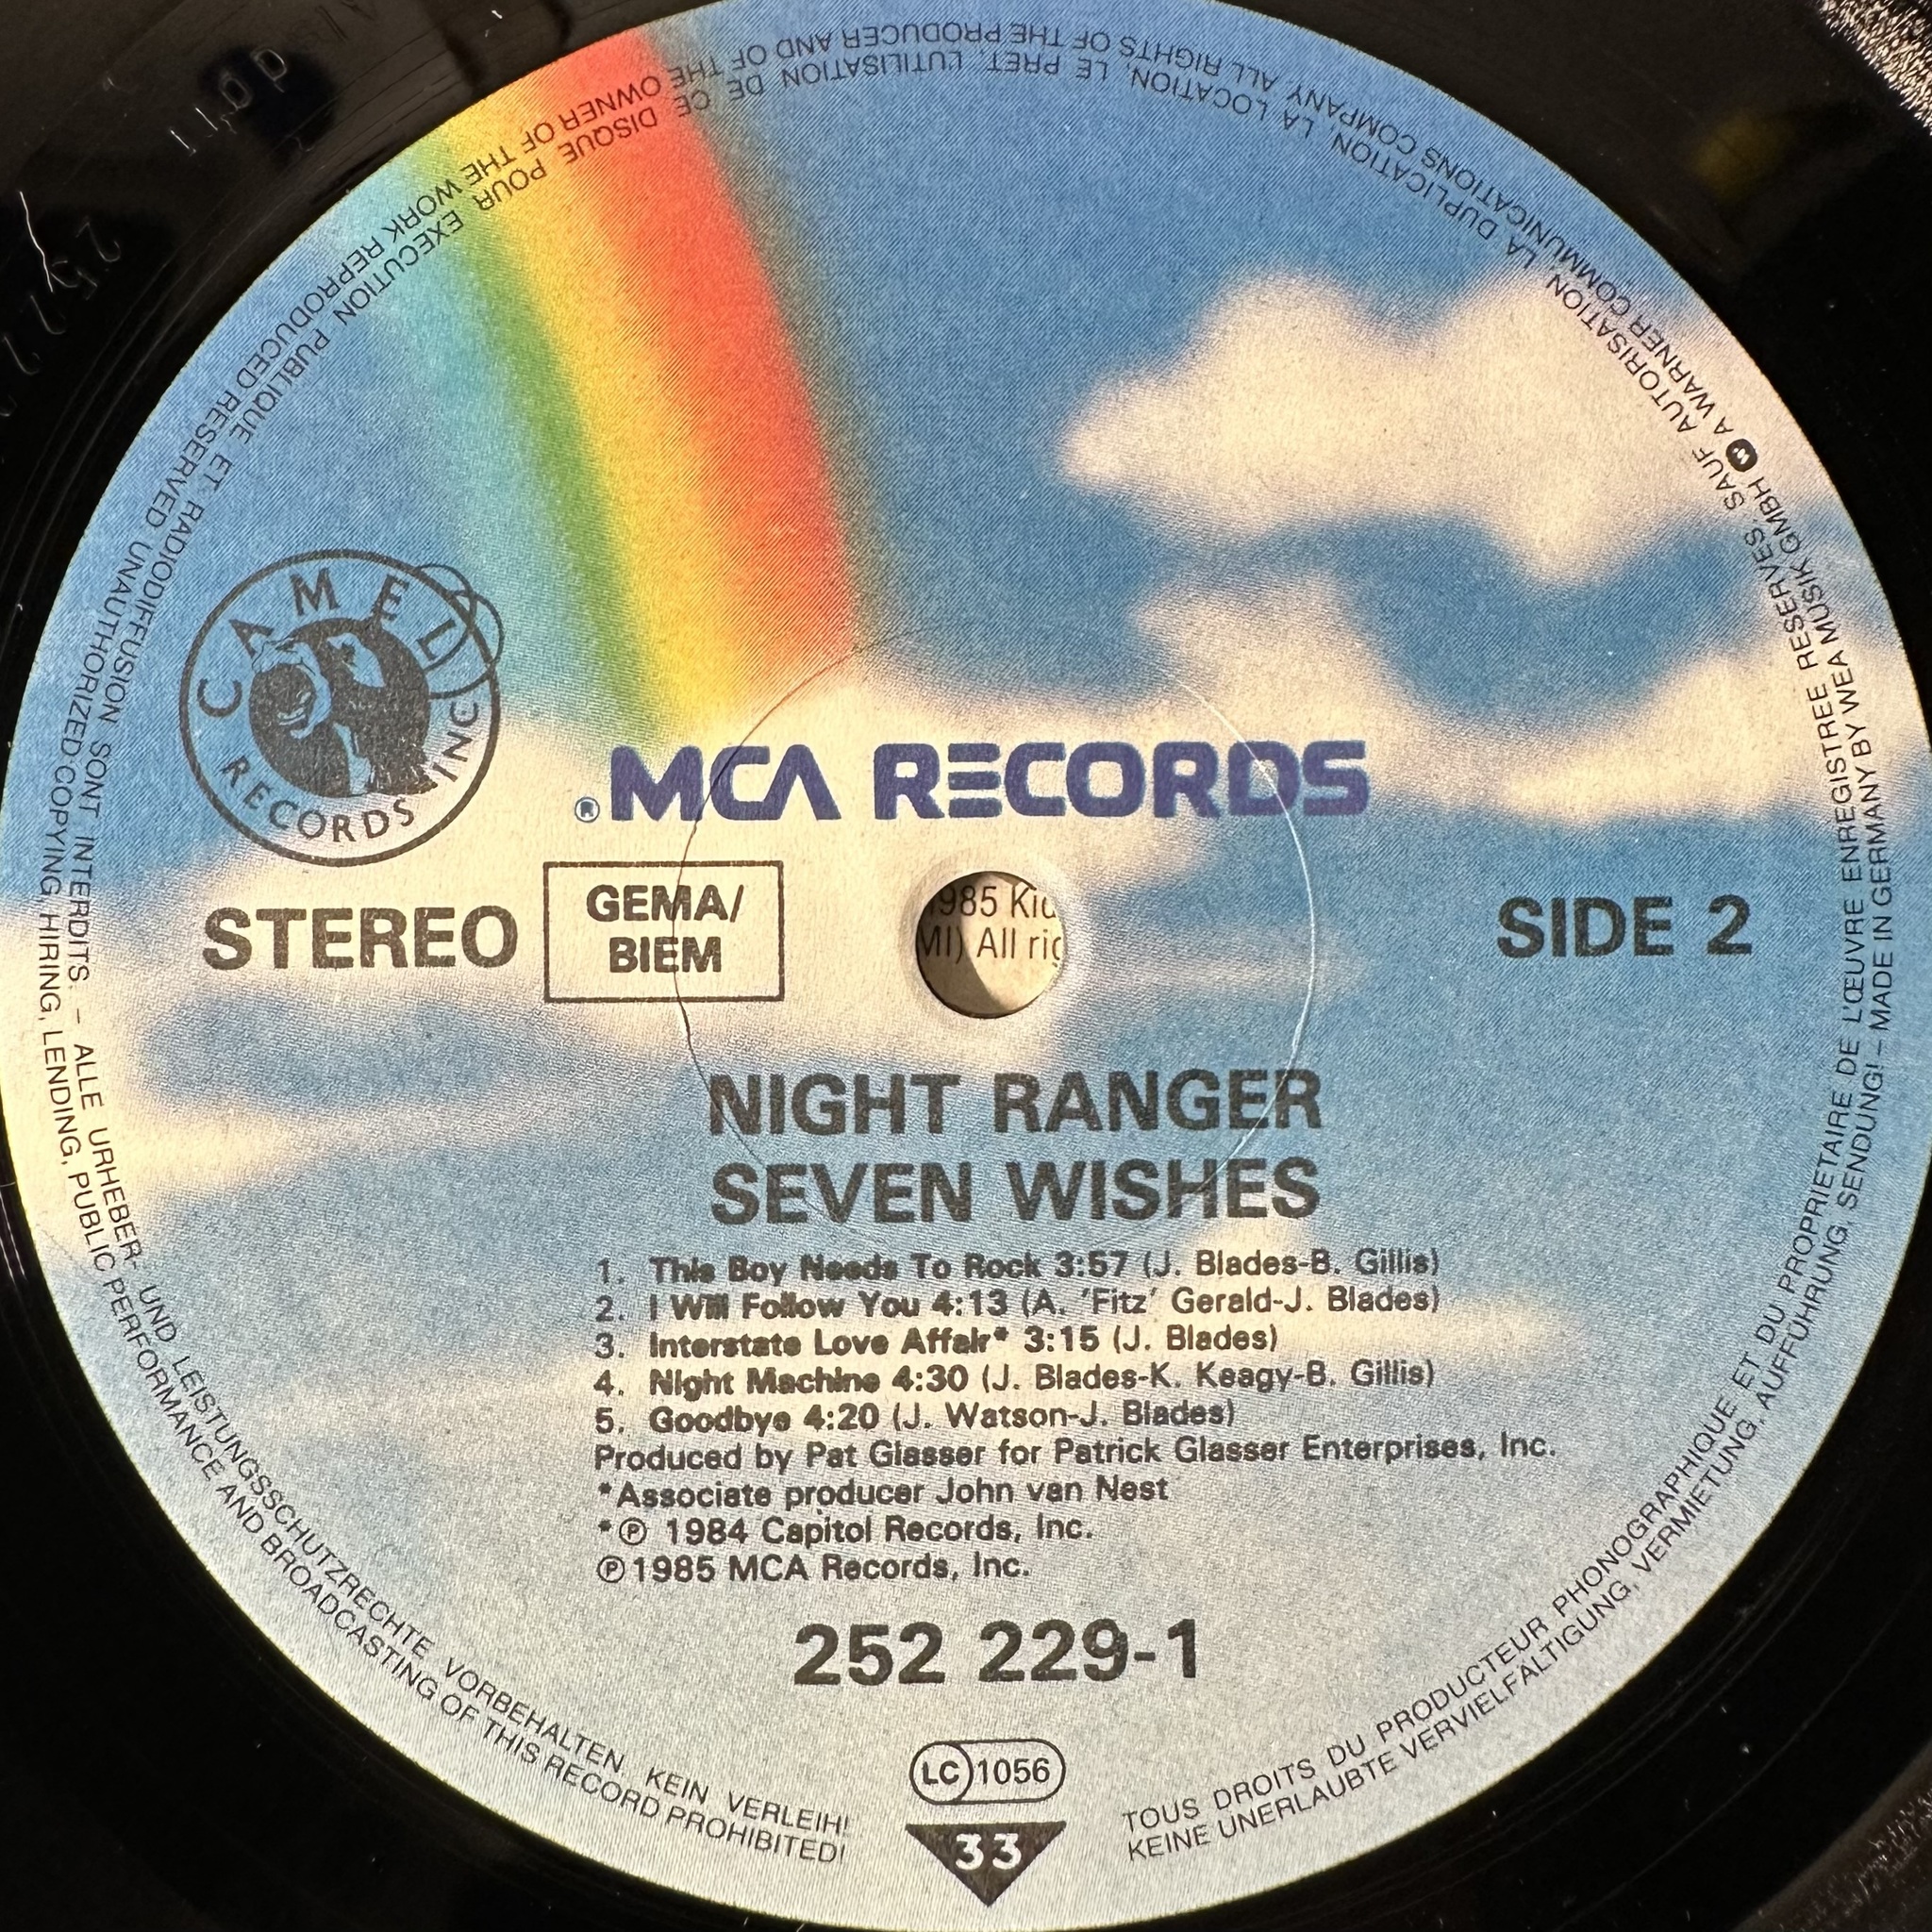 CAMEL RECORDS INC
® MCA RECORDS
STEREO
GEMA/
BIEM
985 Kid
MI) All rig
SIDE 2
NIGHT RANGER
SEVEN WISHES
1. This Boy Needs To Rock 3:57 (J. Blades-B. Gillis)
2. I Will Follow You 4:13 (A. 'Fitz' Gerald-J. Blades)
3. Interstate Love Affair* 3:15 (J. Blades)
4. Night Machine 4:30 (J. Blades-K. Keagy-B. Gillis)
5. Goodbye 4:20 (J. Watson-J. Blades)
Produced by Pat Glasser for Patrick Glasser Enterprises, Inc.
*Associate producer John van Nest
*℗ 1984 Capitol Records, Inc.
℗1985 MCA Records, Inc.
252 229-1
LC 1056
33
TOUS DROITS DU PRODUCTEUR PHONOGRAPHIQUE ET DU PROPRIETAIRE DE L'ŒUVRE ENREGISTREE RESERVES. SAUF AUTORISATION LA DUPLICATION, LA LOCATION, LE PRET, L'UTILISATION DE CE DISQUE POUR EXECUTION PUBLIQUE ET RADIODIFFUSION SONT INTERDITS. – ALLE URHEBER- UND LEISTUNGSSCHUTZRECHTE VORBEHALTEN KEIN VERLEIH!
KEINE UNERLAUBTE VERVIELFÄLTIGUNG, VERMIETUNG, AUFFÜHRUNG, SENDUNG! – MADE IN GERMANY BY WEA MUSIK GMBH A WARNER COMMUNICATIONS COMPANY. ALL RIGHTS OF THE PRODUCER AND OF THE OWNER OF THE WORK REPRODUCED RESERVED UNAUTHORIZED COPYING, HIRING, LENDING, PUBLIC PERFORMANCE AND BROADCASTING OF THIS RECORD PROHIBITED!